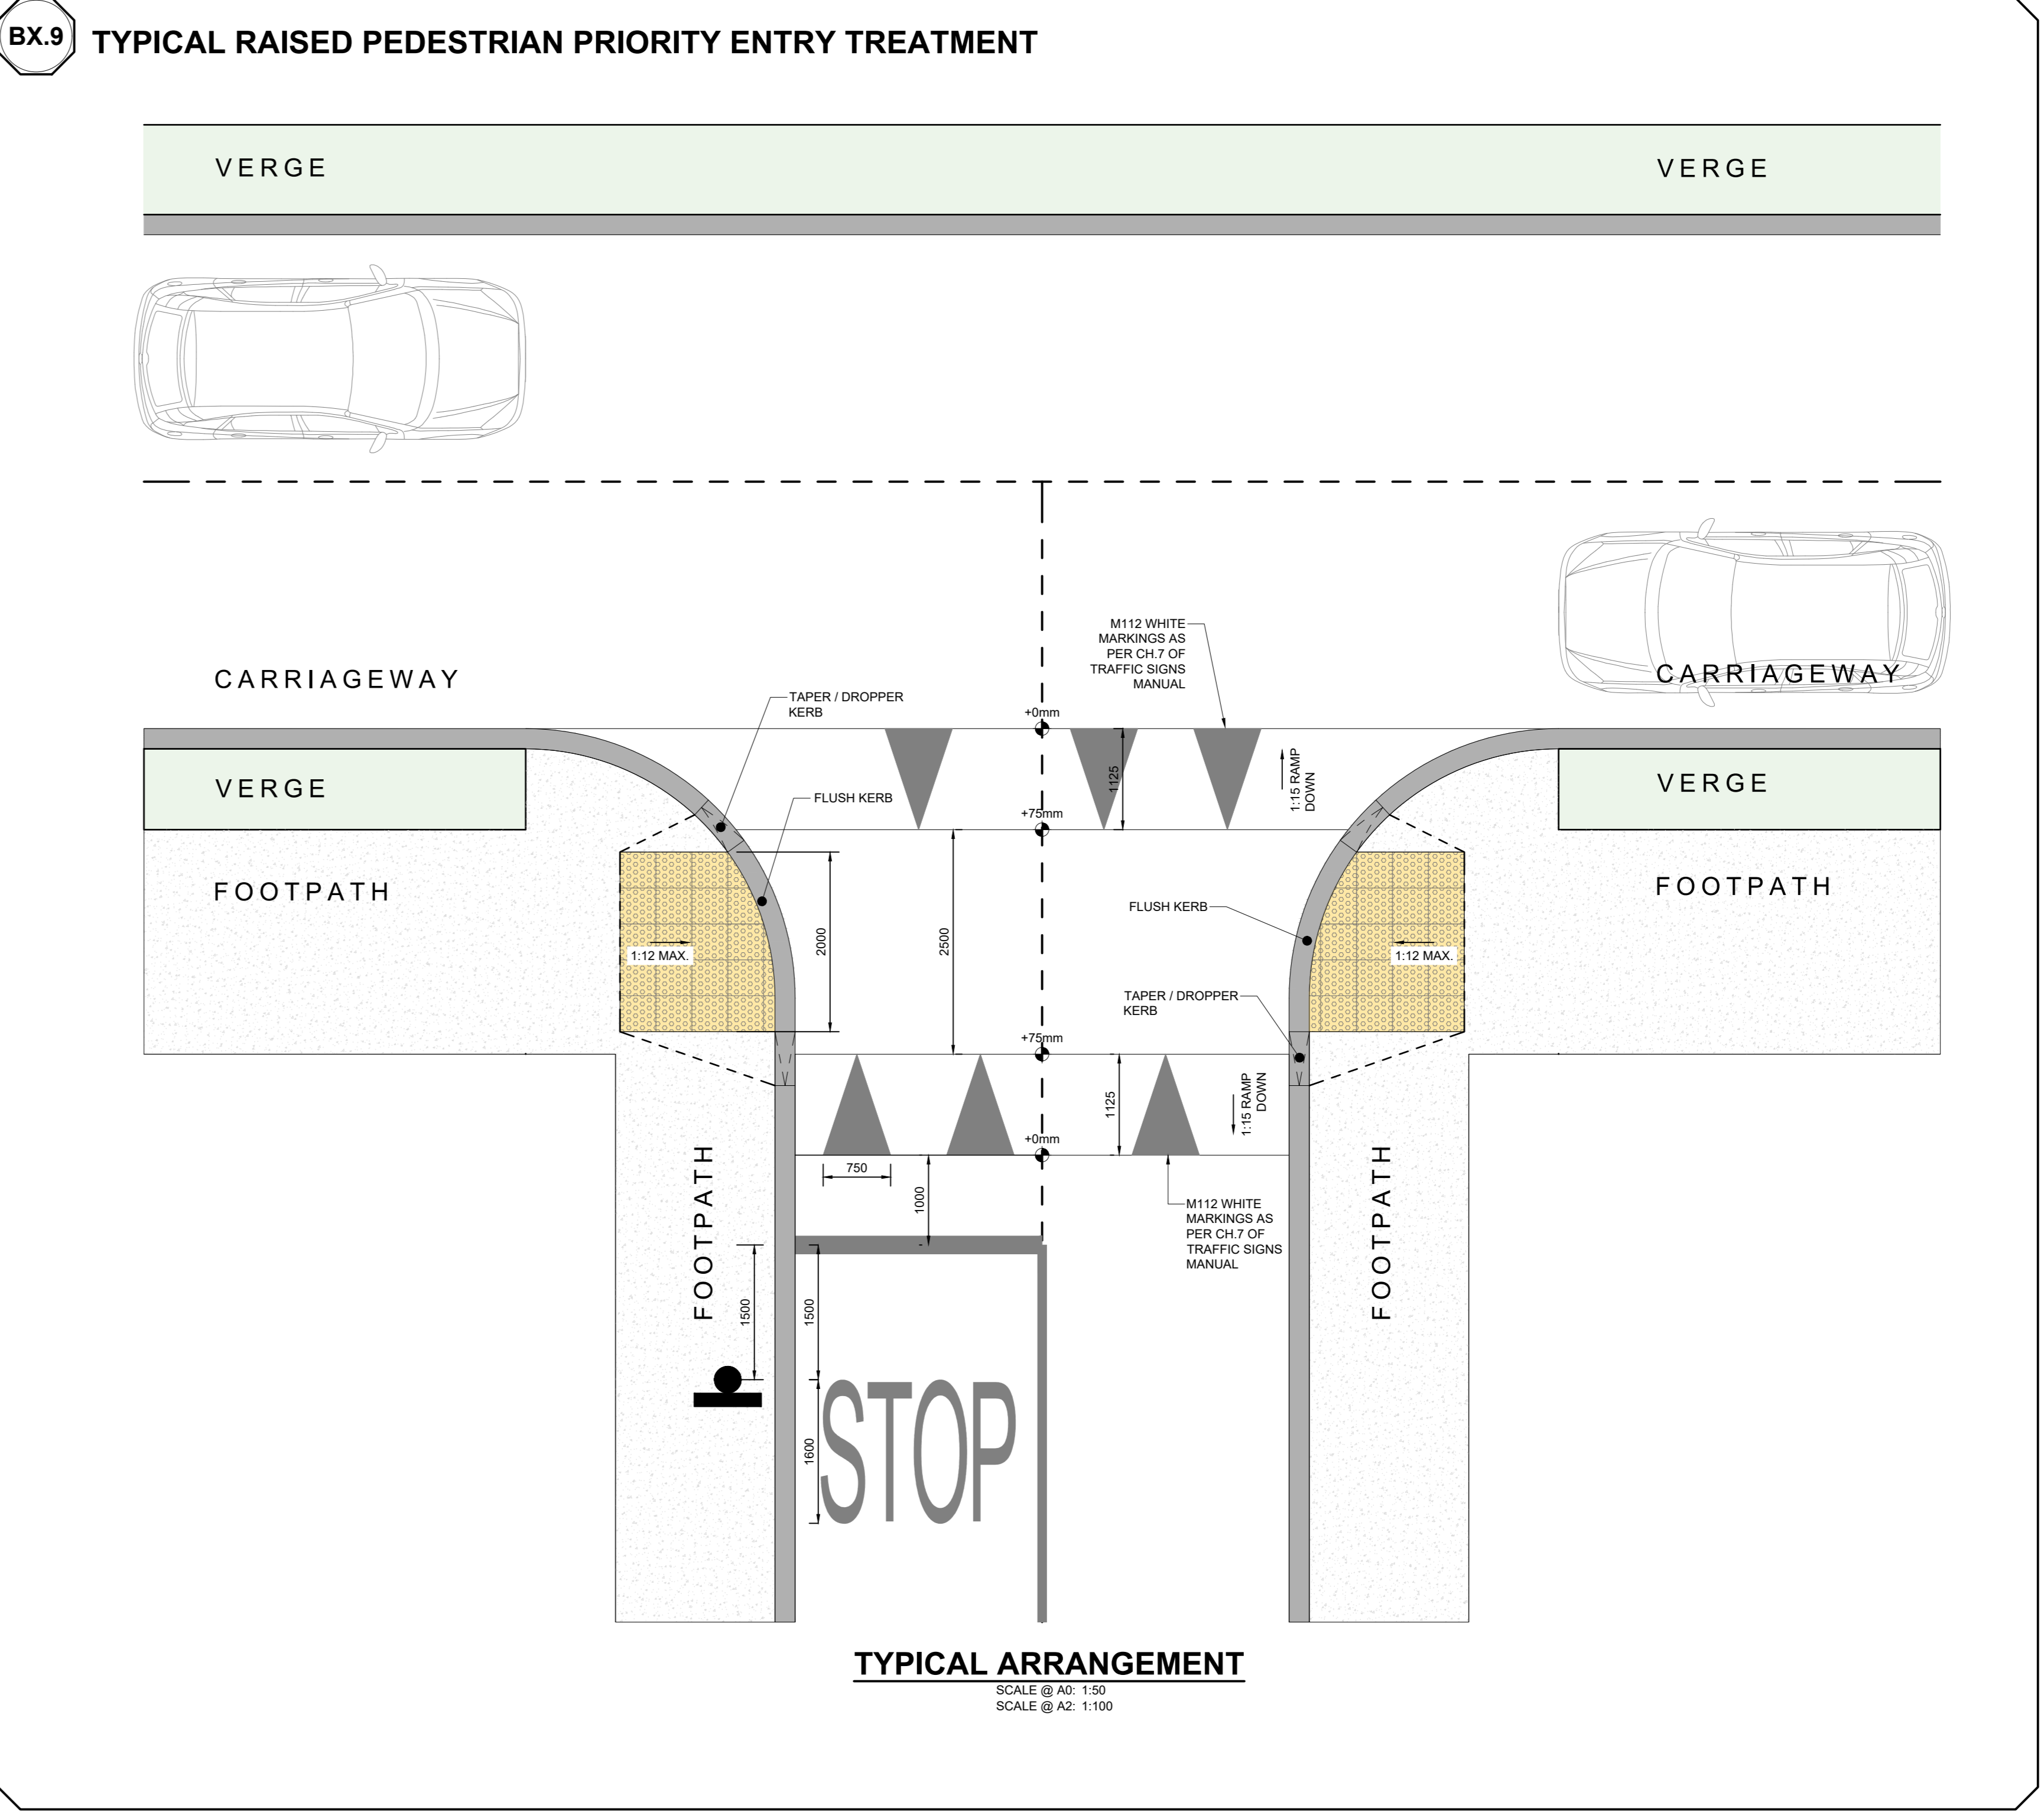 BX.9
TYPICAL RAISED PEDESTRIAN PRIORITY ENTRY TREATMENT
VERGE
VERGE
M112 WHITE
MARKINGS AS
PER CH.7 OF
TRAFFIC SIGNS
MANUAL
CARRIAGEWAY
CARRIAGEWAY
TAPER / DROPPER
KERB
+0mm
1125
1:15 RAMP
DOWN
VERGE
VERGE
FLUSH KERB
+75mm
FOOTPATH
FOOTPATH
FLUSH KERB
2000
2500
1:12 MAX.
1:12 MAX.
TAPER / DROPPER
KERB
+75mm
1125
1:15 RAMP
DOWN
+0mm
750
1000
M112 WHITE
MARKINGS AS
PER CH.7 OF
TRAFFIC SIGNS
MANUAL
FOOTPATH
FOOTPATH
1500
1500
1600
STOP
TYPICAL ARRANGEMENT
SCALE @ A0: 1:50
SCALE @ A2: 1:100